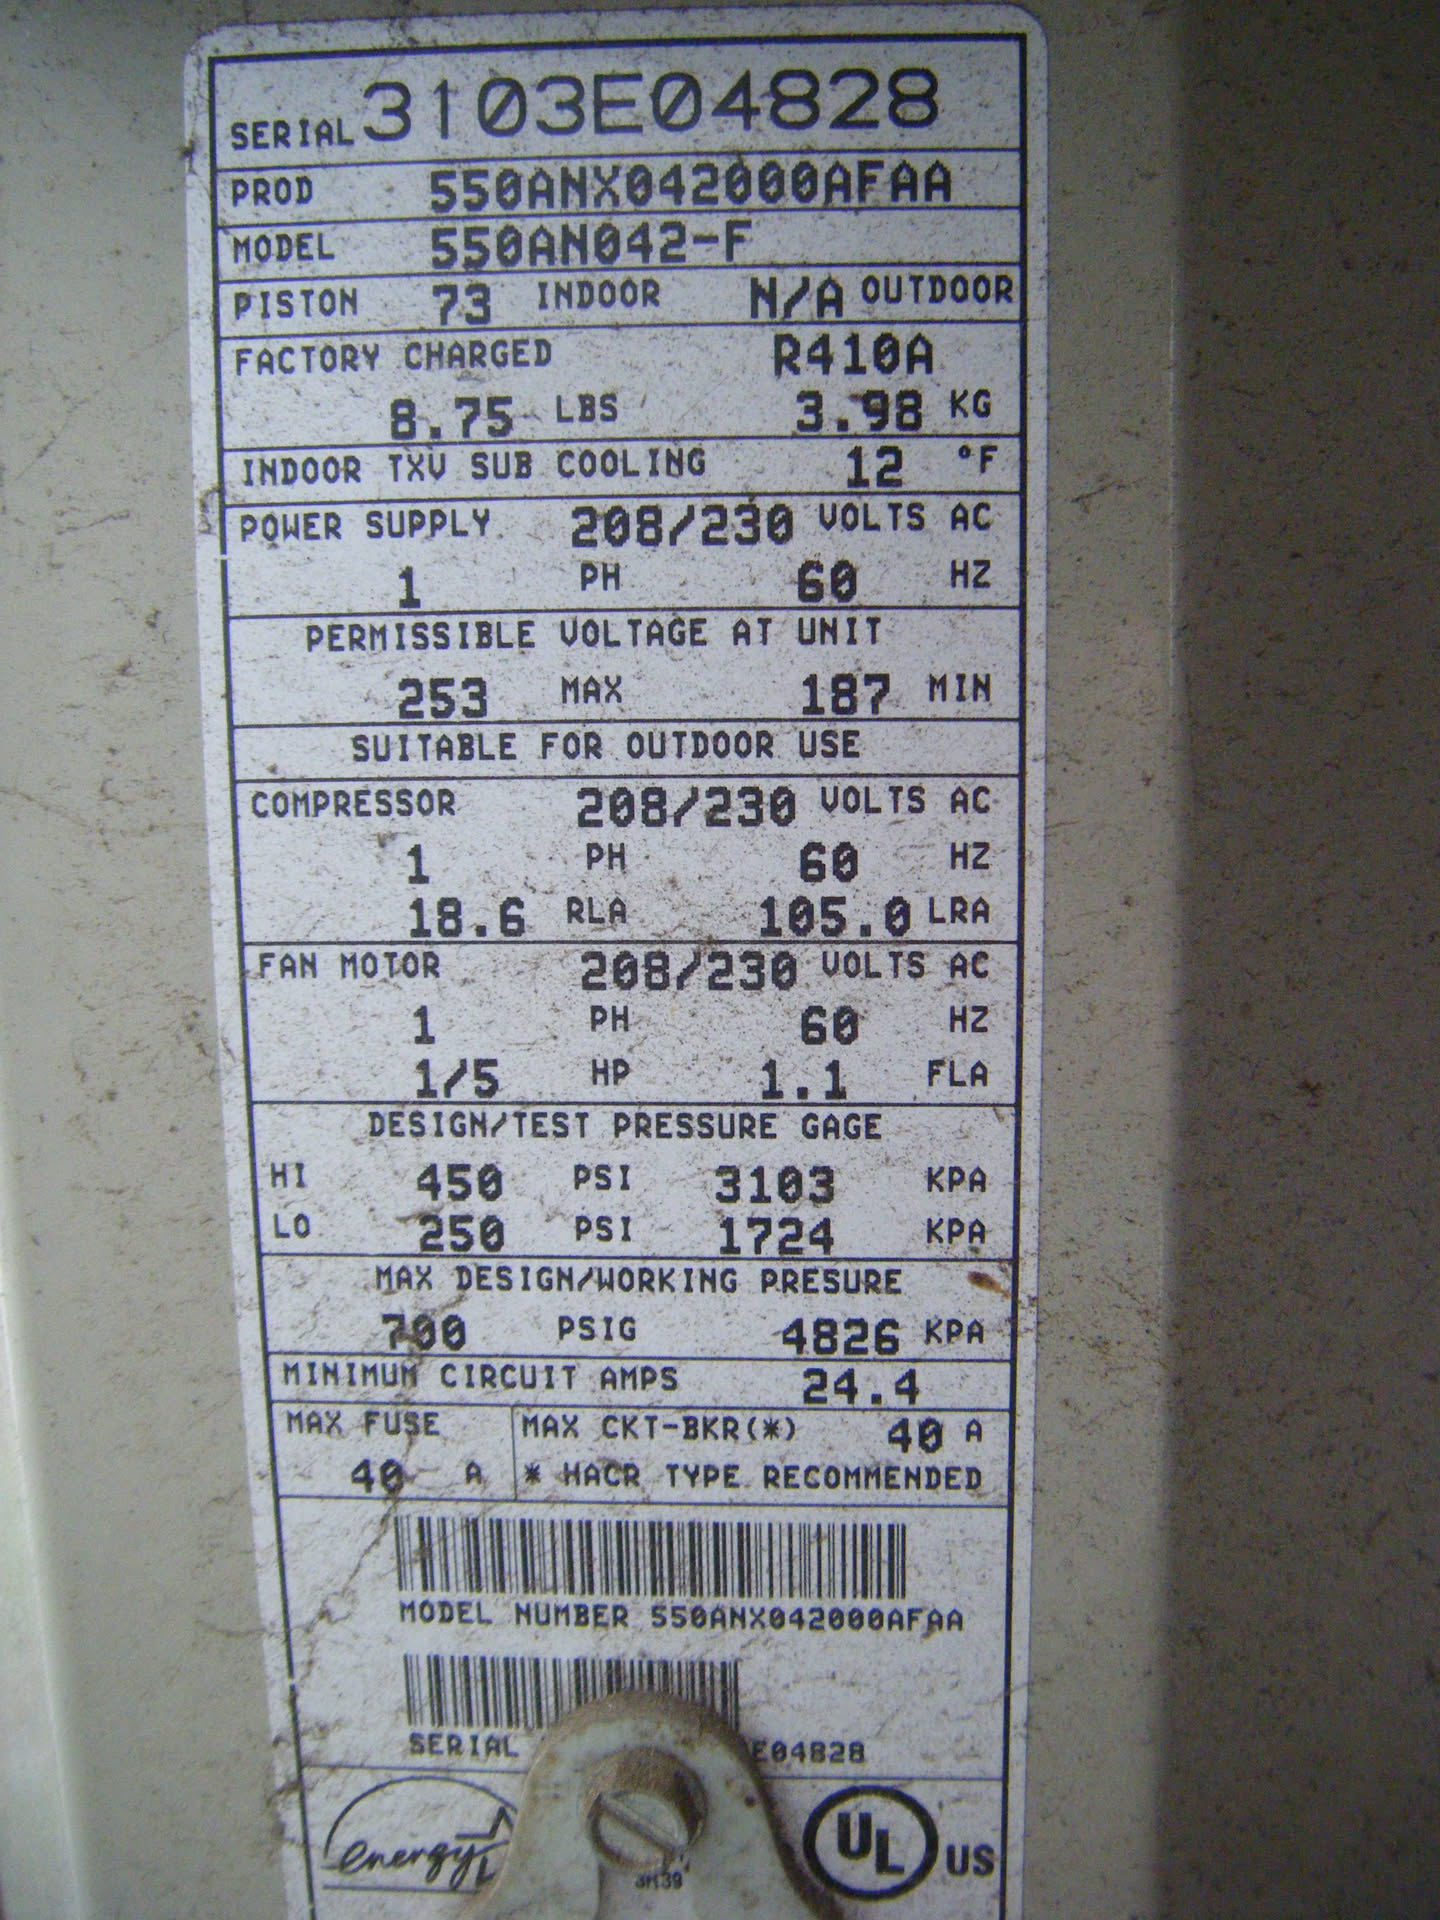 SERIAL 3103E04828
PROD 550ANX042000AFAA
MODEL 550AN042-F
PISTON 73 INDOOR N/A OUTDOOR
FACTORY CHARGED R410A
8.75 LBS 3.98 KG
INDOOR TXV SUB COOLING 12 °F
POWER SUPPLY 208/230 VOLTS AC
1 PH 60 HZ
PERMISSIBLE VOLTAGE AT UNIT
253 MAX 187 MIN
SUITABLE FOR OUTDOOR USE
COMPRESSOR 208/230 VOLTS AC
1 PH 60 HZ
18.6 RLA 105.0 LRA
FAN MOTOR 208/230 VOLTS AC
1 PH 60 HZ
1/5 HP 1.1 FLA
DESIGN/TEST PRESSURE GAGE
HI 450 PSI 3103 KPA
LO 250 PSI 1724 KPA
MAX DESIGN/WORKING PRESURE
700 PSIG 4826 KPA
MINIMUM CIRCUIT AMPS 24.4
MAX FUSE MAX CKT-BKR(*) 40 A
40 A * HACR TYPE RECOMMENDED
MODEL NUMBER 550ANX042000AFAA
SERIAL E04828
energy UL US